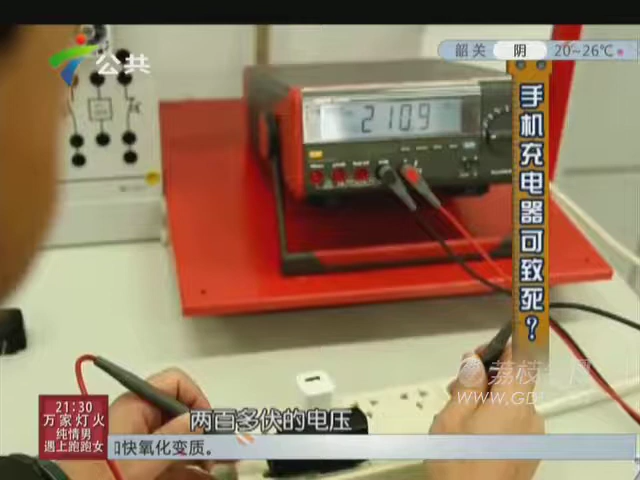 公共
韶关 阴 20~26℃
2109
手机充电器可致死?
荔枝网
www.GD
两百多伏的电压
21:30
万家灯火
纯情男
遇上跑跑女
快氧化变质。